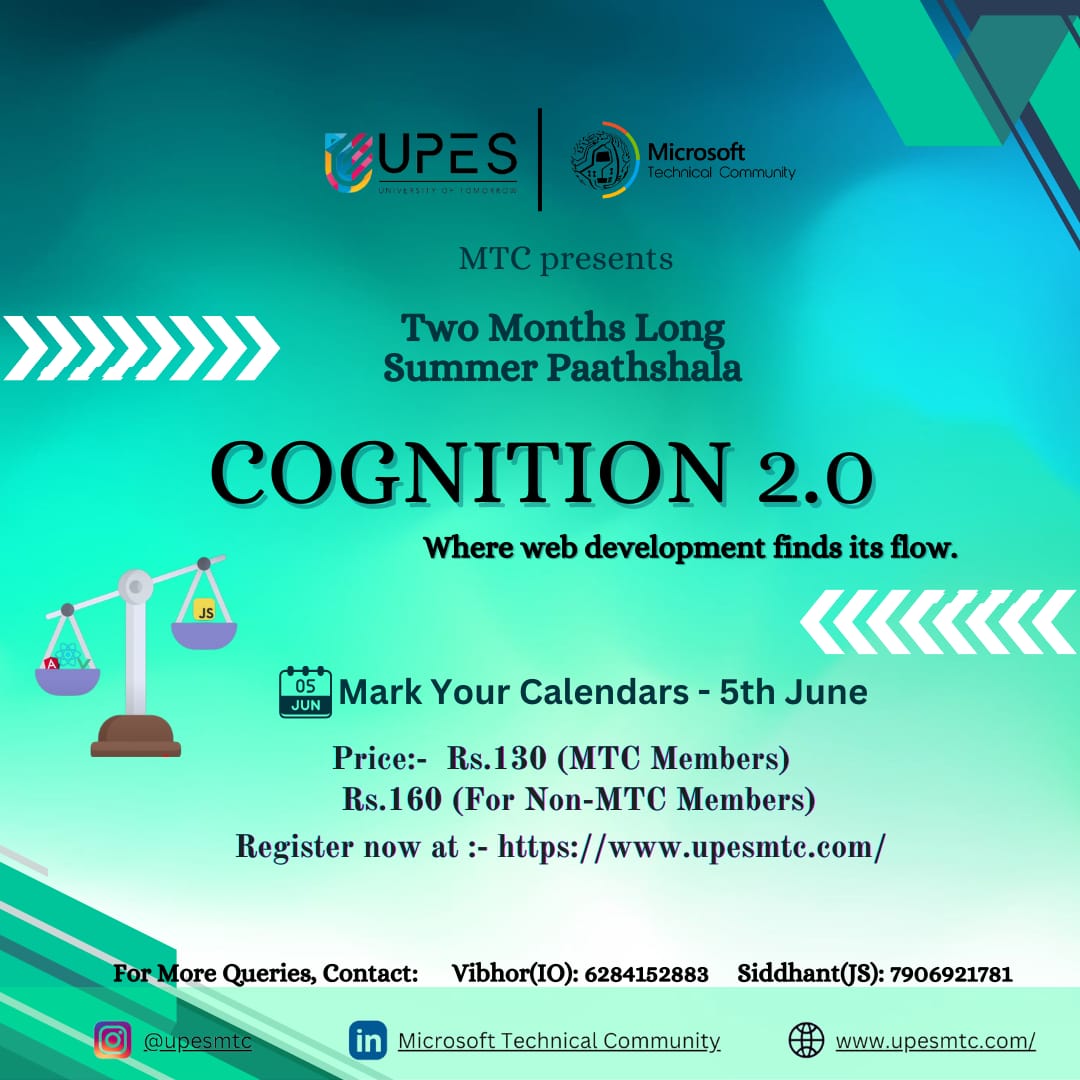 UPES
UNIVERSITY OF TOMORROW
Microsoft
Technical Community
MTC presents
Two Months Long
Summer Paathshala
COGNITION 2.0
Where web development finds its flow.
JS
A
05
JUN
Mark Your Calendars - 5th June
Price:- Rs.130 (MTC Members)
Rs.160 (For Non-MTC Members)
Register now at :- https://www.upesmtc.com/
For More Queries, Contact: Vibhor(IO): 6284152883 Siddhant(JS): 7906921781
@upesmtc
in
Microsoft Technical Community
www.upesmtc.com/